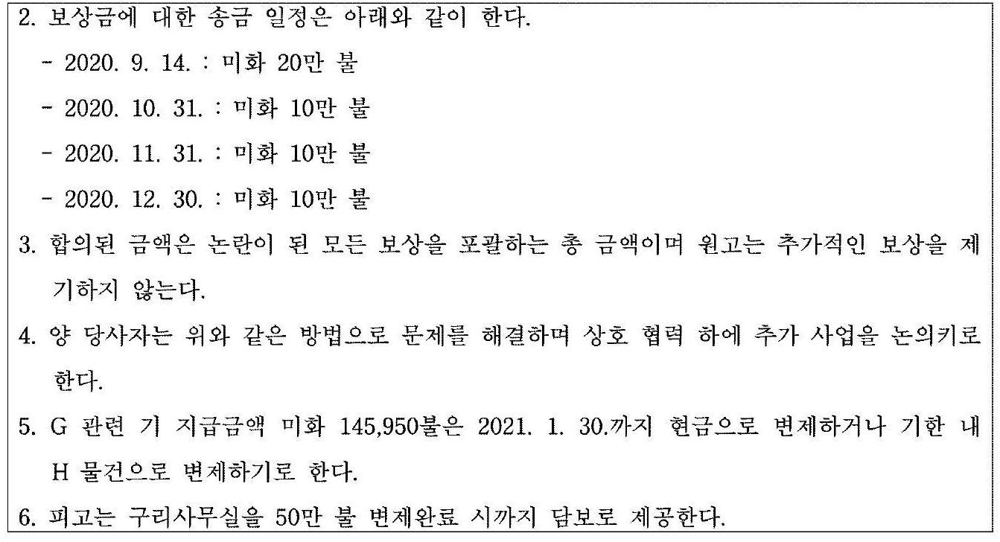 2. 보상금에 대한 송금 일정은 아래와 같이 한다.
- 2020. 9. 14. : 미화 20만 불
- 2020. 10. 31. : 미화 10만 불
- 2020. 11. 31. : 미화 10만 불
- 2020. 12. 30. : 미화 10만 불
3. 합의된 금액은 논란이 된 모든 보상을 포괄하는 총 금액이며 원고는 추가적인 보상을 제
기하지 않는다.
4. 양 당사자는 위와 같은 방법으로 문제를 해결하며 상호 협력 하에 추가 사업을 논의키로
한다.
5. G 관련 기 지급금액 미화 145,950불은 2021. 1. 30.까지 현금으로 변제하거나 기한 내
H 물건으로 변제하기로 한다.
6. 피고는 구리사무실을 50만 불 변제완료 시까지 담보로 제공한다.